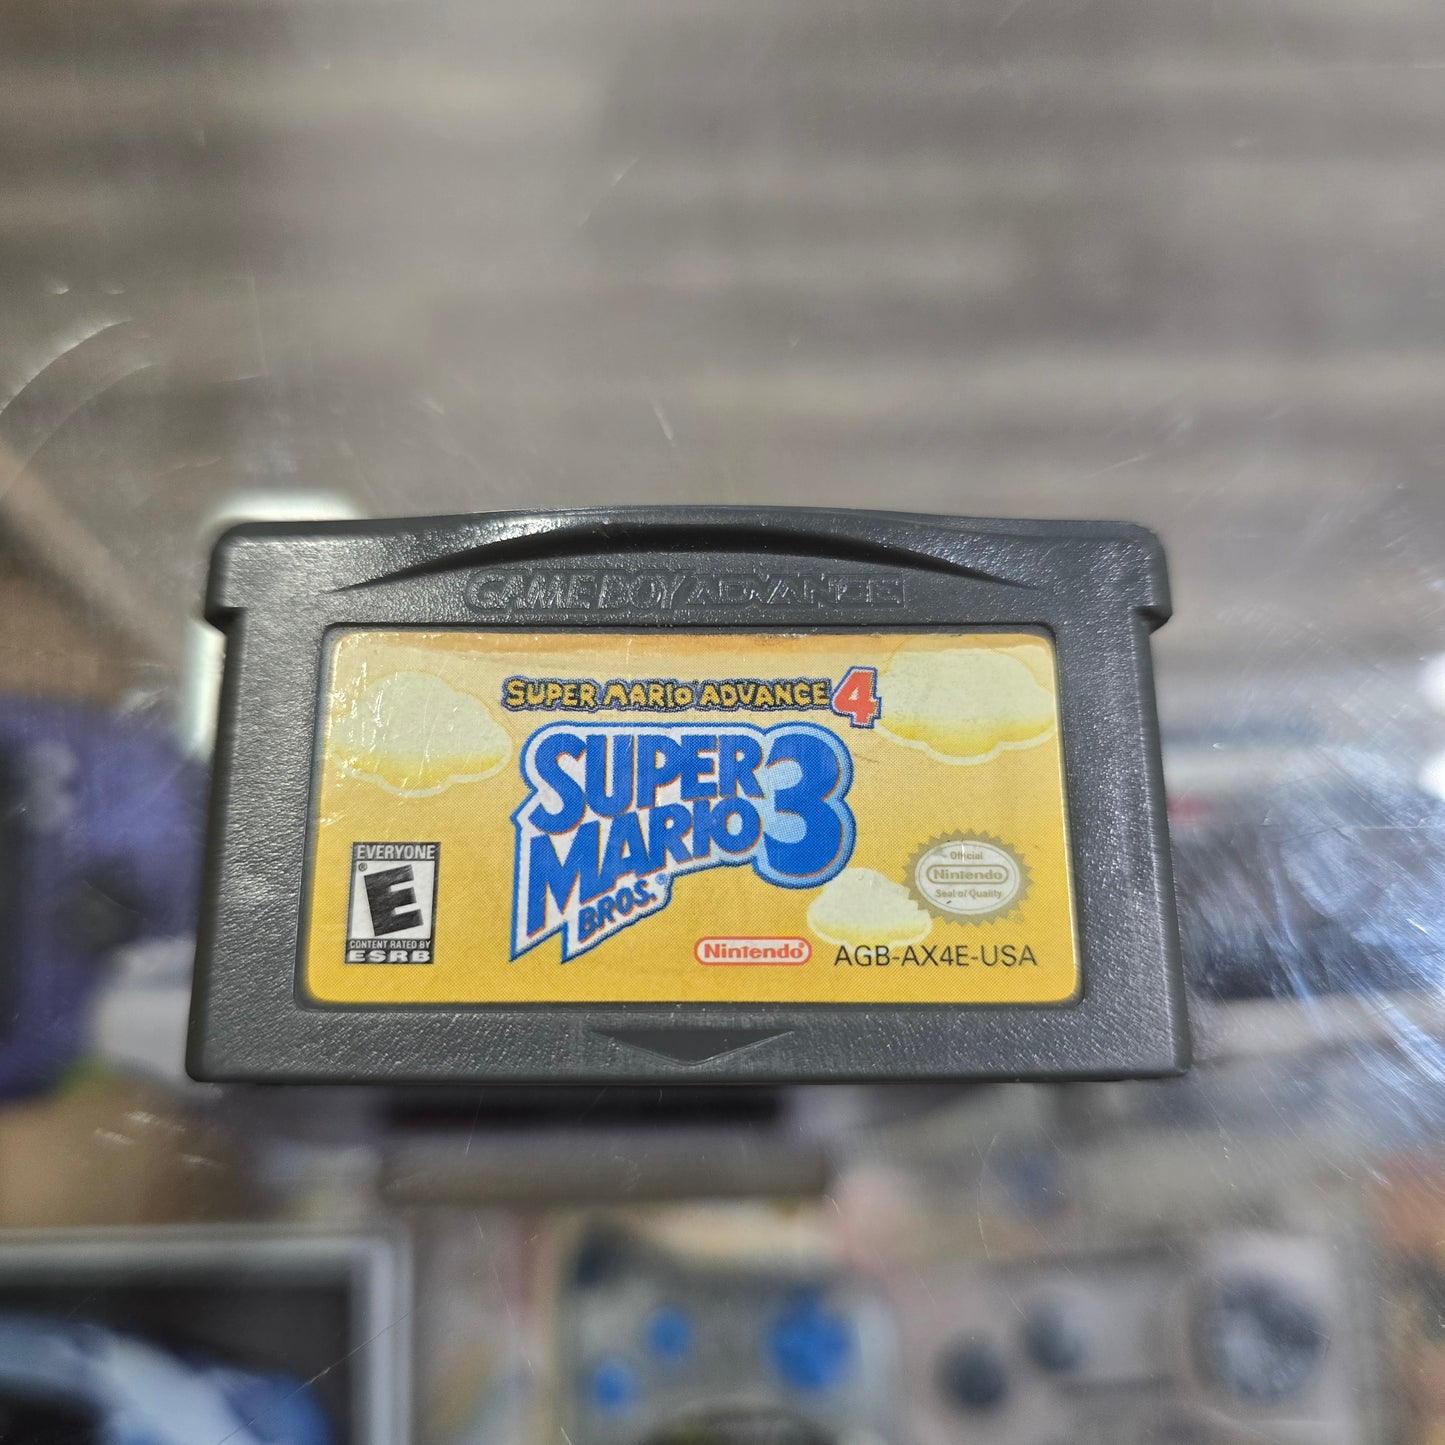 GAME BOY ADVANCE
SUPER MARIO ADVANCE 4
SUPER
MARIO 3
BROS.®
EVERYONE
®
E
CONTENT RATED BY
ESRB
Official
Nintendo
Seal of Quality
Nintendo®
AGB-AX4E-USA